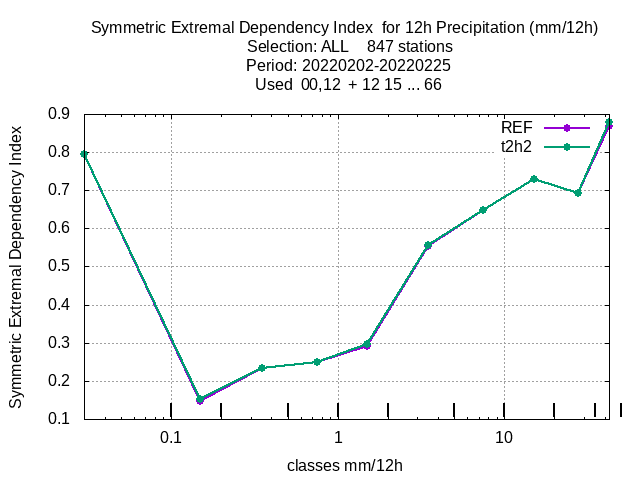 Symmetric Extremal Dependency Index  for 12h Precipitation (mm/12h)
Selection: ALL    847 stations
Period: 20220202-20220225
Used  00,12  + 12 15 ... 66
REF
t2h2
0.9
0.8
0.7
0.6
0.5
0.4
0.3
0.2
0.1
Symmetric Extremal Dependency Index
0.1 1 10
classes mm/12h